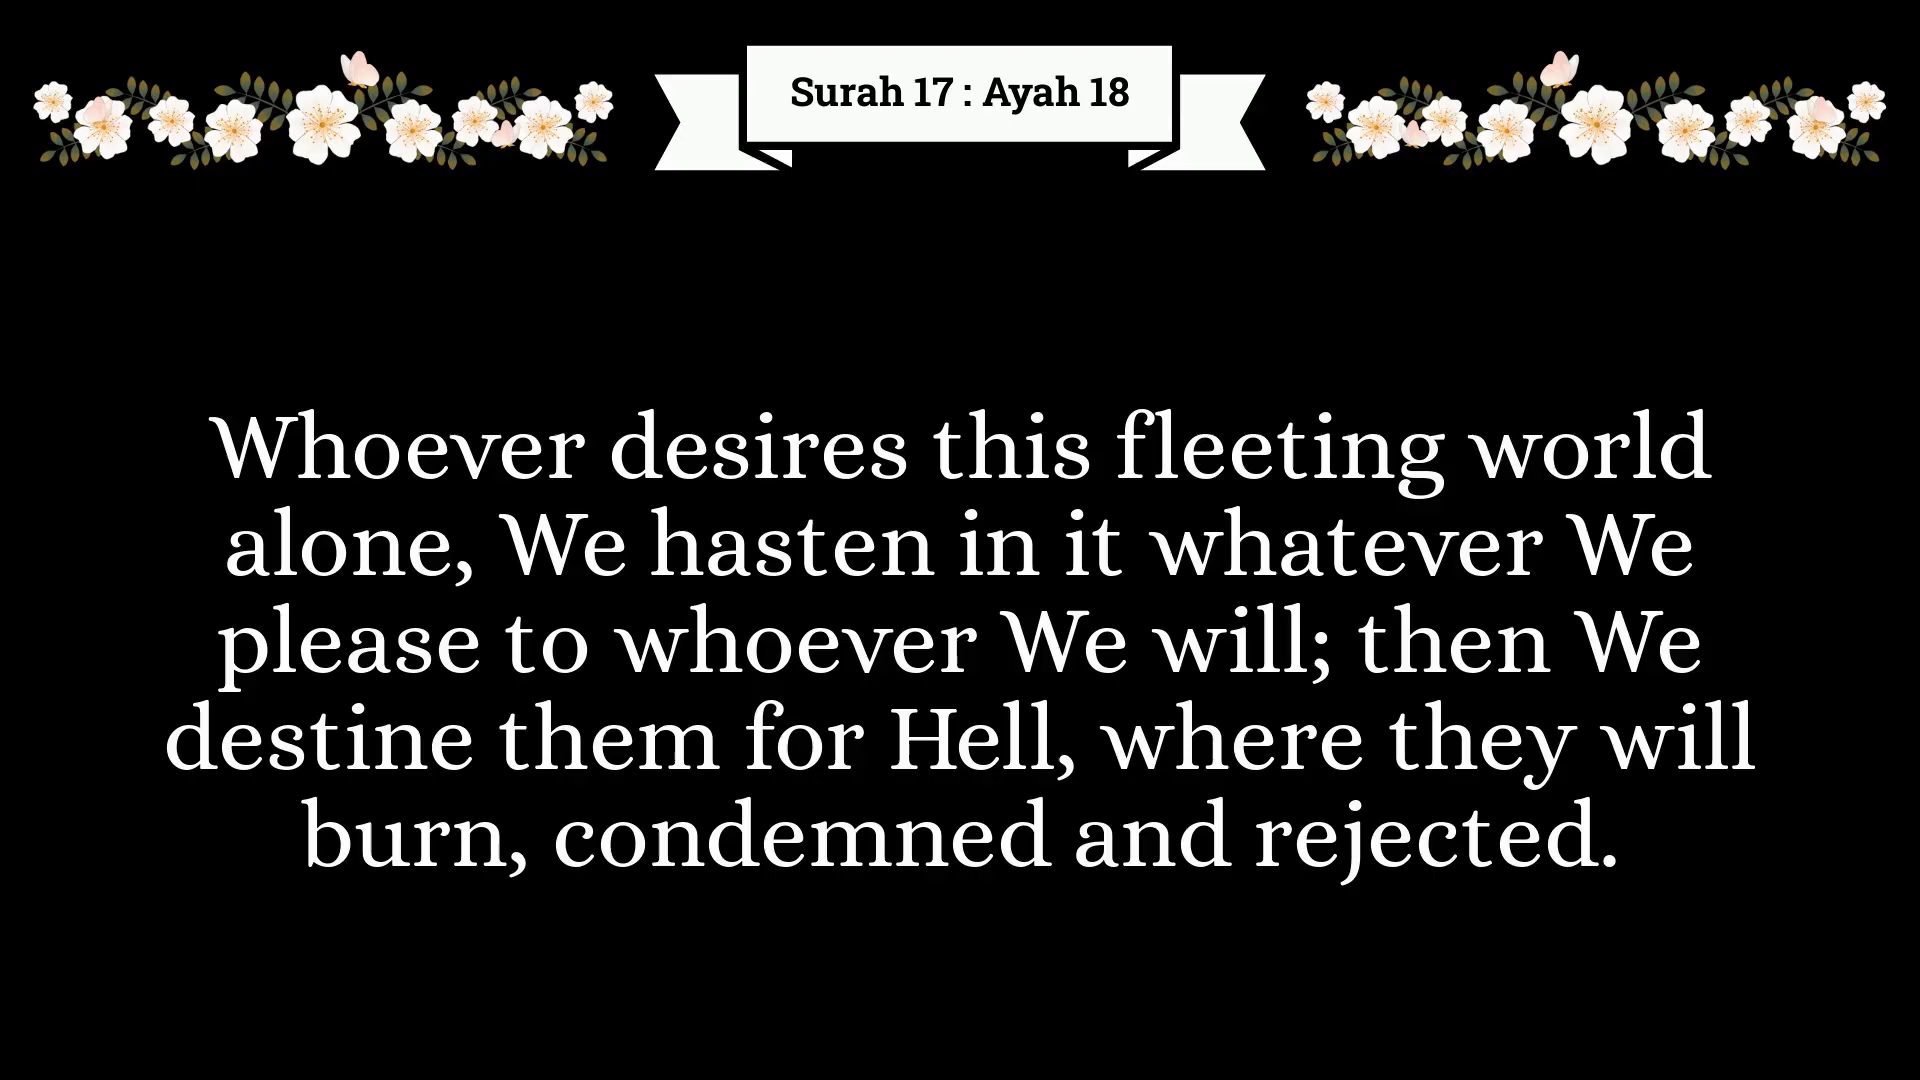 Surah 17 : Ayah 18
Whoever desires this fleeting world
alone, We hasten in it whatever We
please to whoever We will; then We
destine them for Hell, where they will
burn, condemned and rejected.